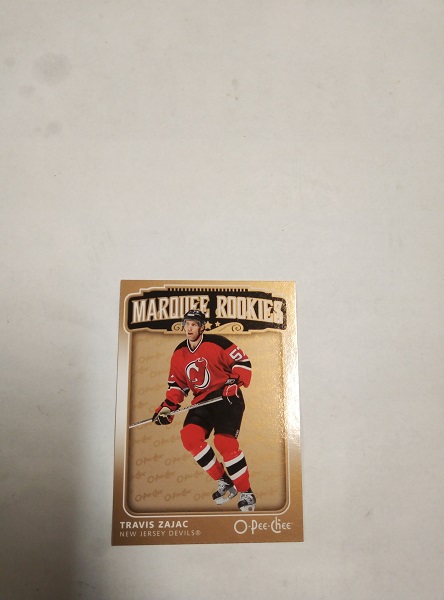 MARQUEE ROOKIES
TRAVIS ZAJAC
NEW JERSEY DEVILS®
O-PEE-CHEE